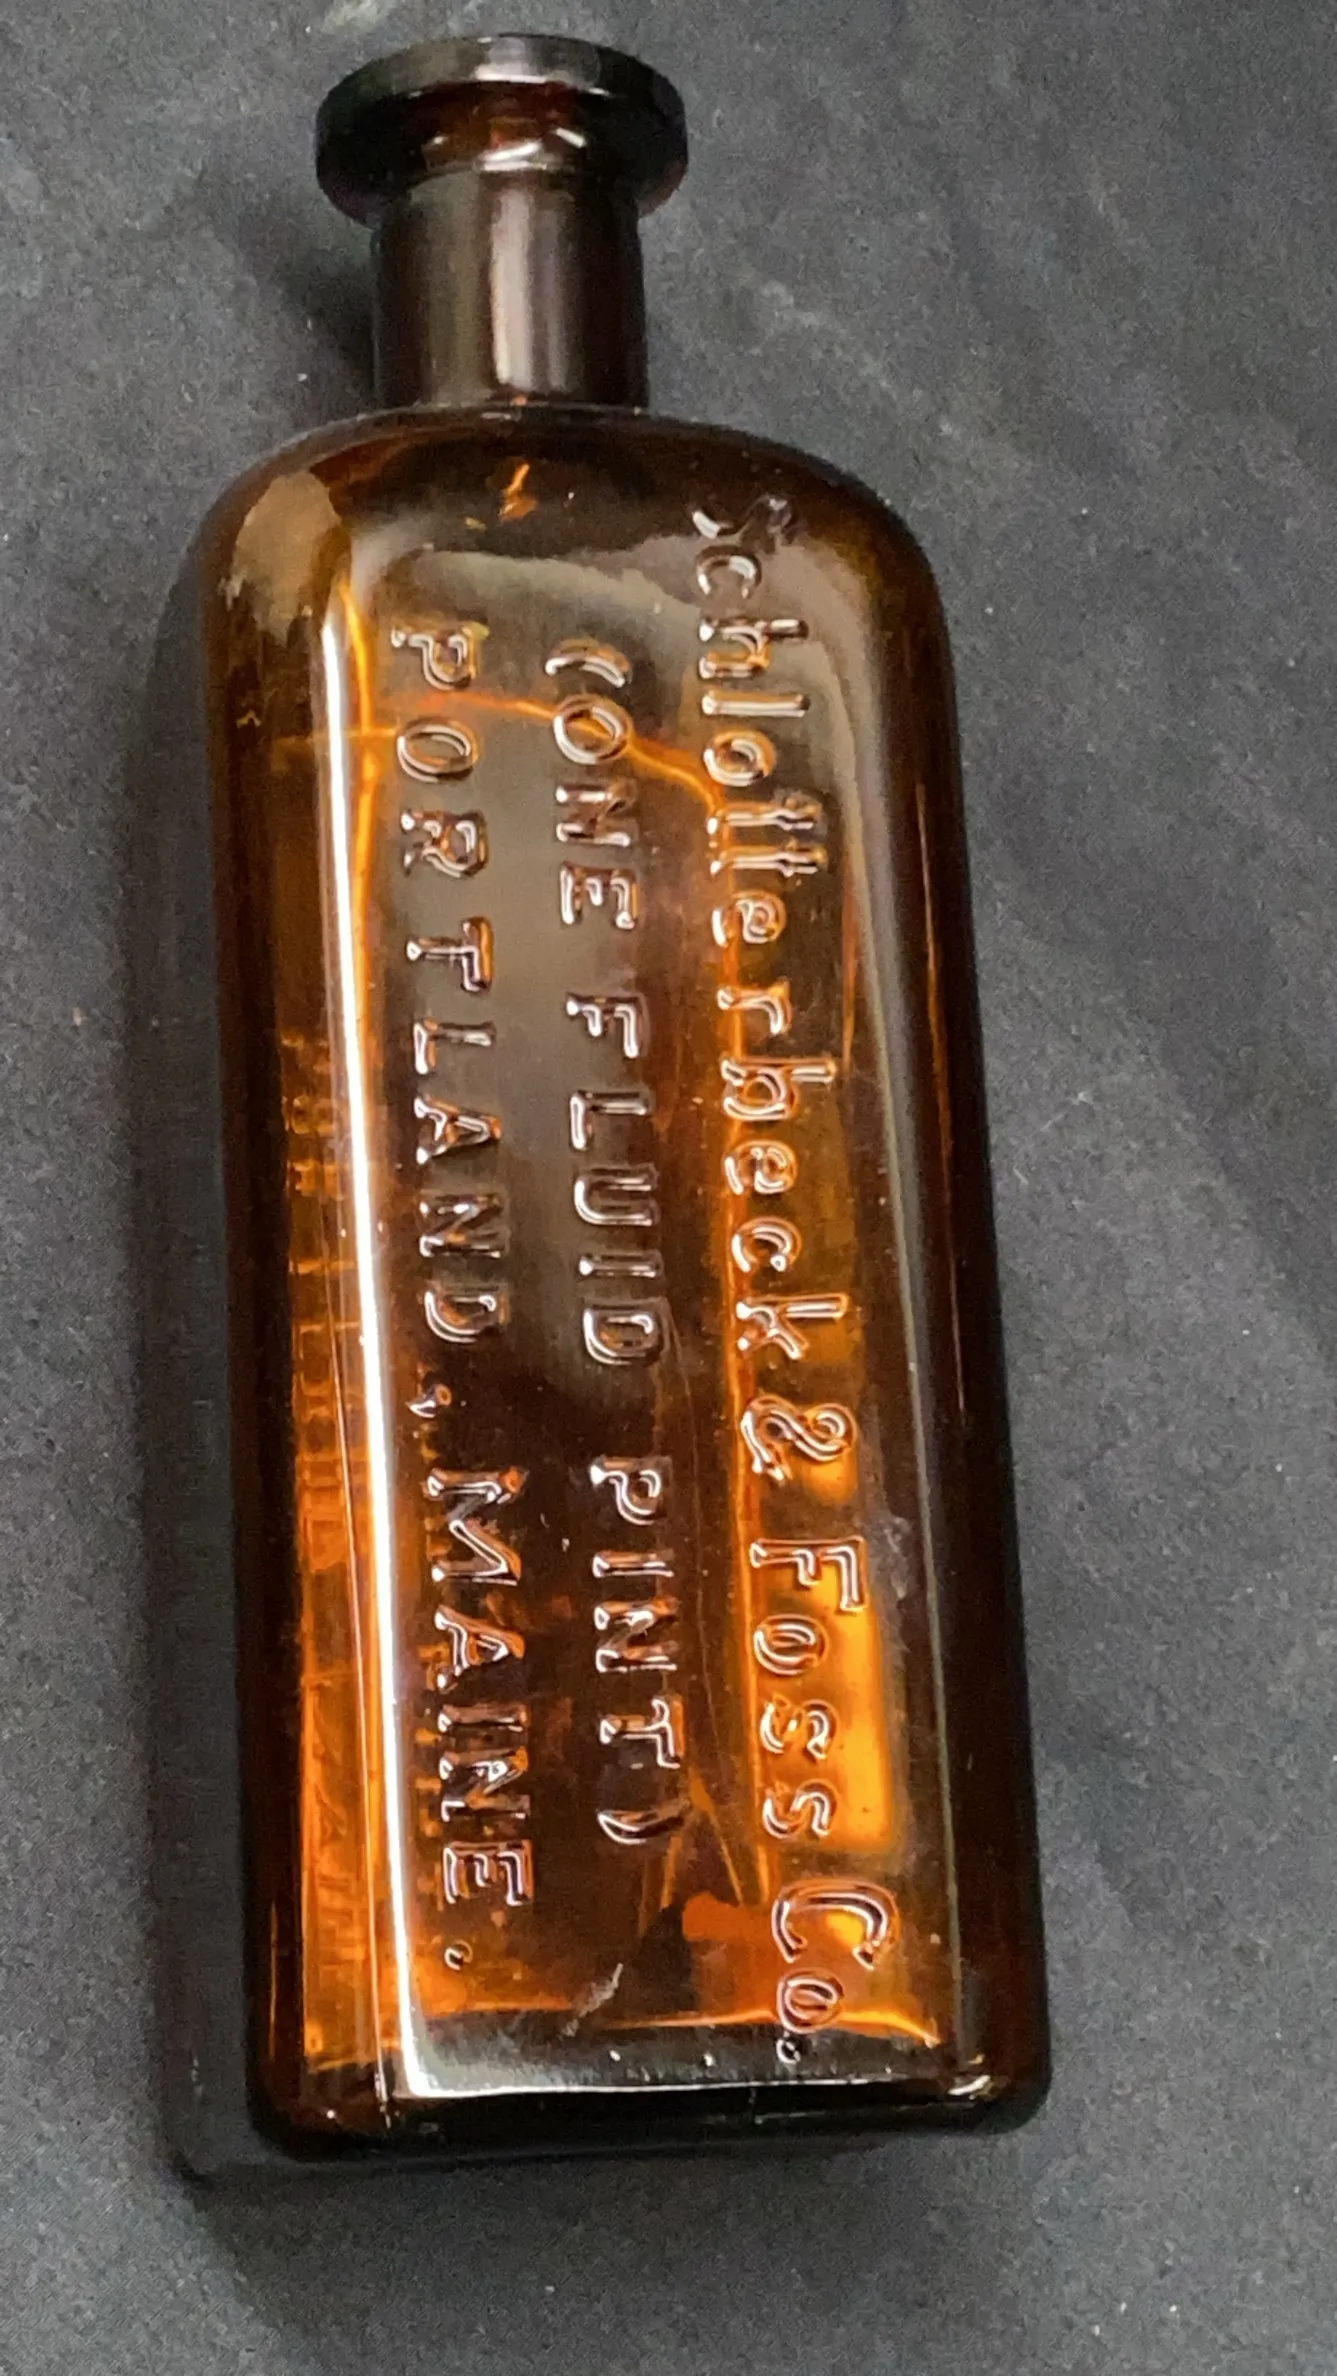 Schlotterbeck & Foss Co.
(ONE FLUID PINT)
PORTLAND, MAINE.